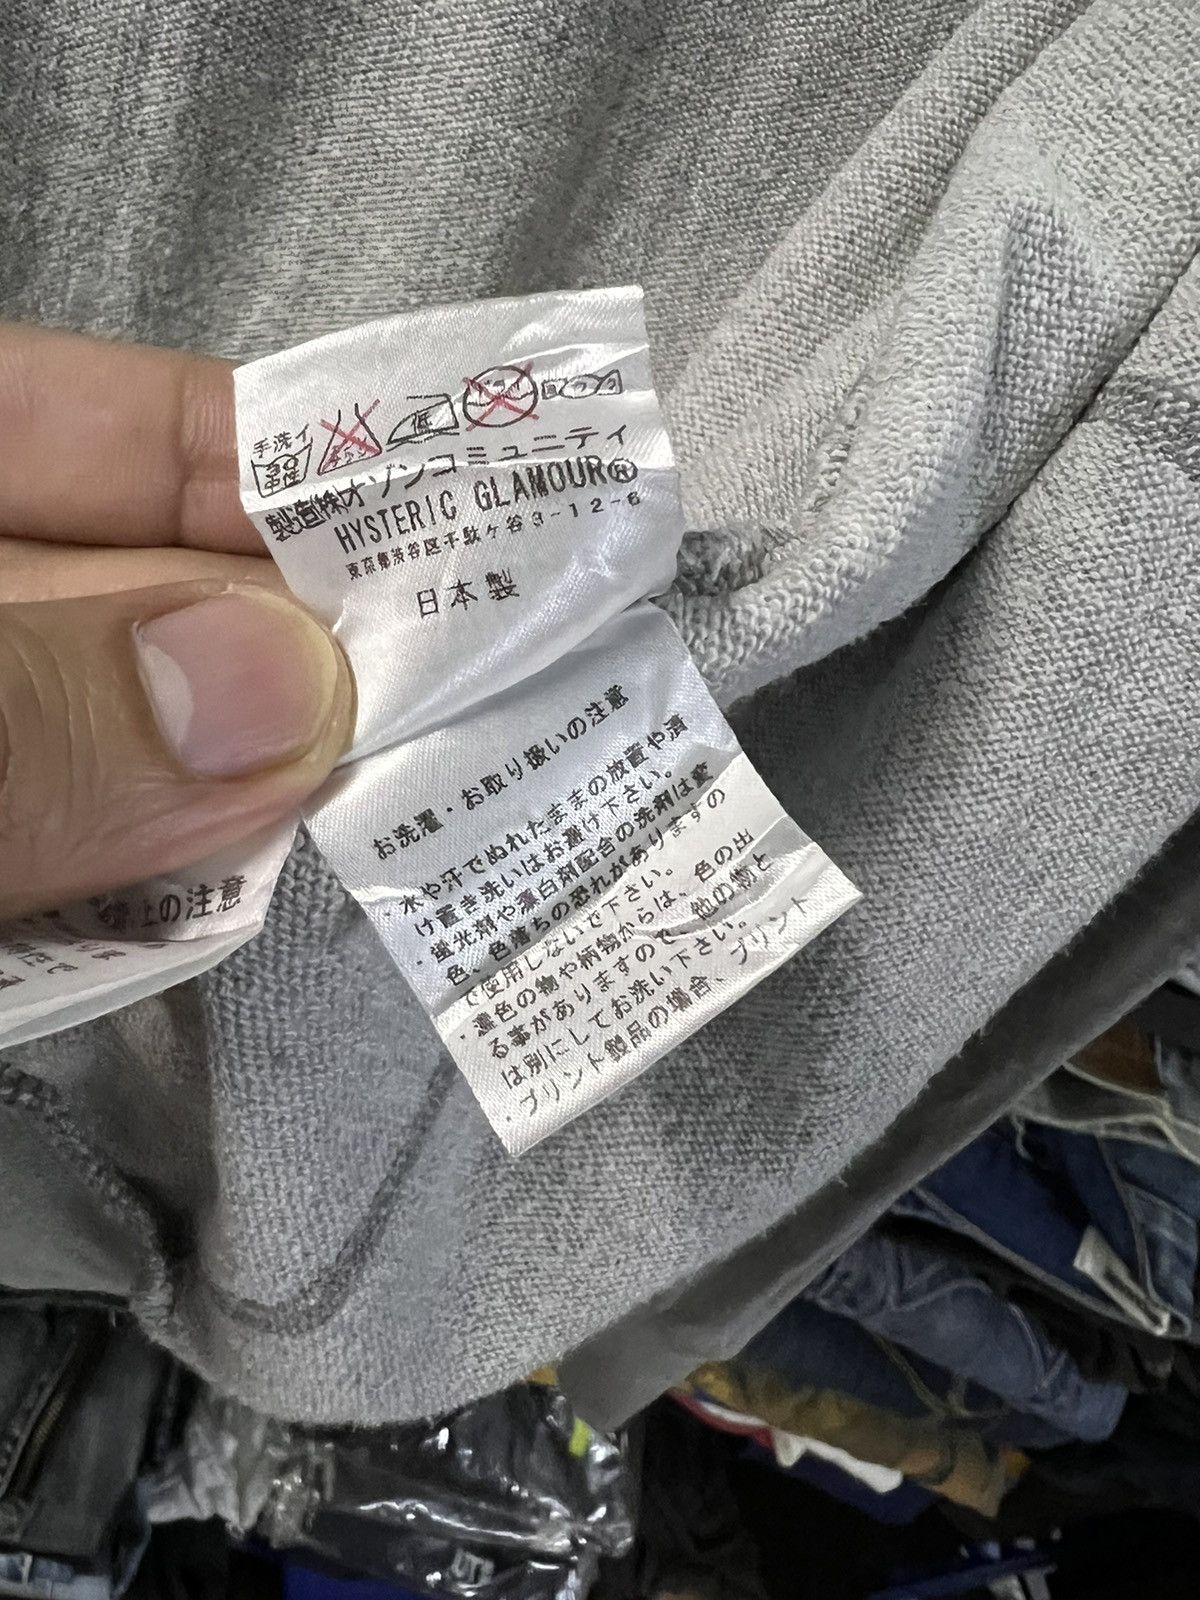 手洗イ
中性
低
製造(株)オゾンコミュニティ
HYSTERIC GLAMOUR®
東京都渋谷区千駄ヶ谷3-12-6
日本製
お洗濯・お取り扱いの注意
・水や汗でぬれたままの放置や漬
け置き洗いはお避け下さい。
・蛍光剤や漂白剤配合の洗剤は変
色、色落ちの恐れがありますの
で使用しないで下さい。
・濃色の物や柄物からは、色の出
る事がありますので、他の物と
は別にしてお洗い下さい。
・プリント製品の場合、プリント
上の注意